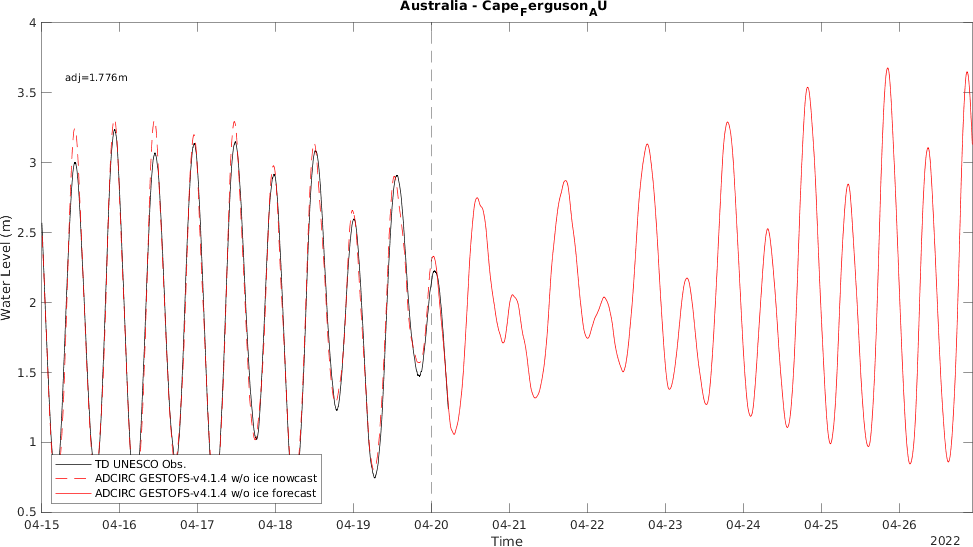 Australia - CapeFergusonAU
4
adj=1.776m
3.5
3
2.5
Water Level (m)
2
1.5
1
TD UNESCO Obs.
ADCIRC GESTOFS-v4.1.4 w/o ice nowcast
ADCIRC GESTOFS-v4.1.4 w/o ice forecast
0.5
04-15 04-16 04-17 04-18 04-19 04-20 04-21 04-22 04-23 04-24 04-25 04-26
Time
2022